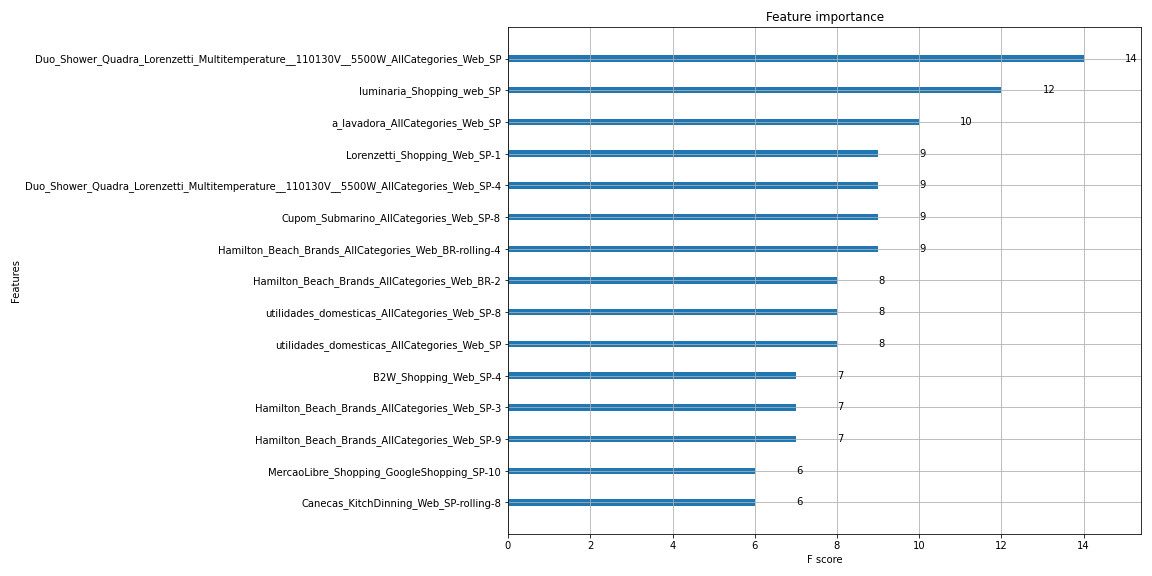 Feature importance
Duo_Shower_Quadra_Lorenzetti_Multitemperature__110130V__5500W_AllCategories_Web_SP 14
luminaria_Shopping_web_SP 12
a_lavadora_AllCategories_Web_SP 10
Lorenzetti_Shopping_Web_SP-1 9
Duo_Shower_Quadra_Lorenzetti_Multitemperature__110130V__5500W_AllCategories_Web_SP-4 9
Cupom_Submarino_AllCategories_Web_SP-8 9
Hamilton_Beach_Brands_AllCategories_Web_BR-rolling-4 9
Hamilton_Beach_Brands_AllCategories_Web_BR-2 8
utilidades_domesticas_AllCategories_Web_SP-8 8
utilidades_domesticas_AllCategories_Web_SP 8
B2W_Shopping_Web_SP-4 7
Hamilton_Beach_Brands_AllCategories_Web_SP-3 7
Hamilton_Beach_Brands_AllCategories_Web_SP-9 7
MercaoLibre_Shopping_GoogleShopping_SP-10 6
Canecas_KitchDinning_Web_SP-rolling-8 6
Features
0 2 4 6 8 10 12 14
F score